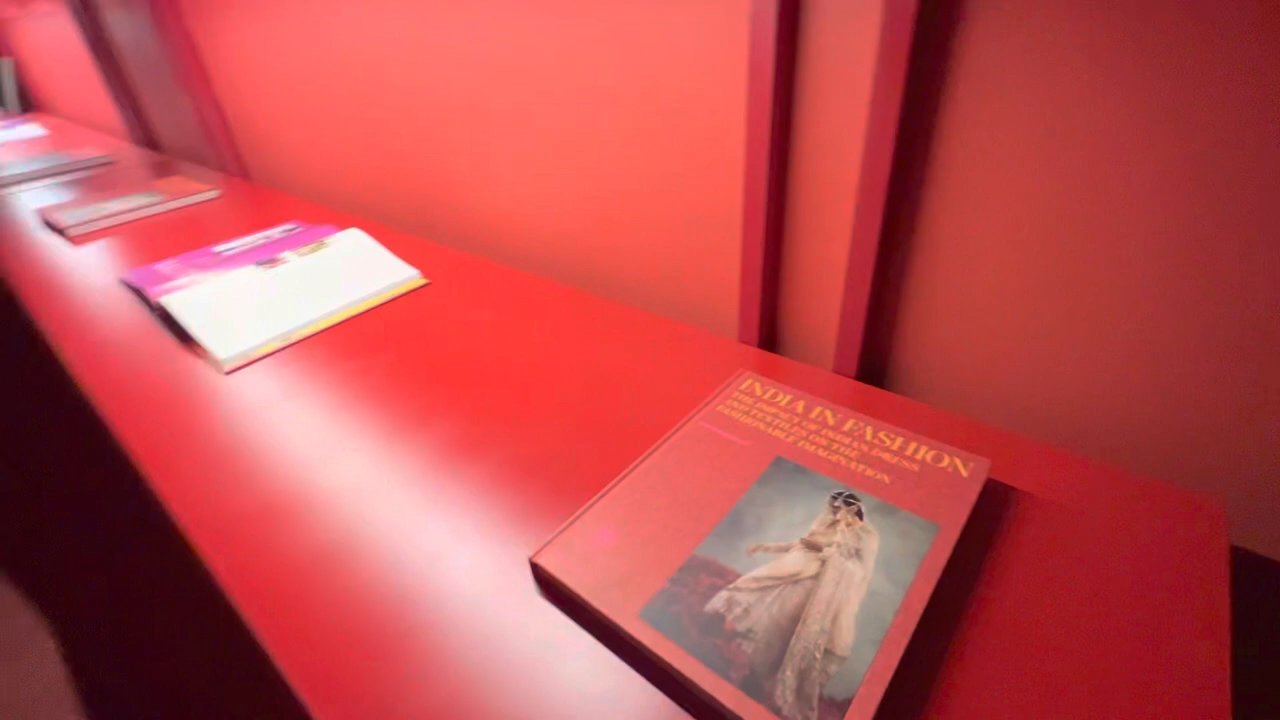 INDIA IN FASHION
THE IMPACT OF INDIAN DRESS
AND TEXTILES ON THE
FASHIONABLE IMAGINATION